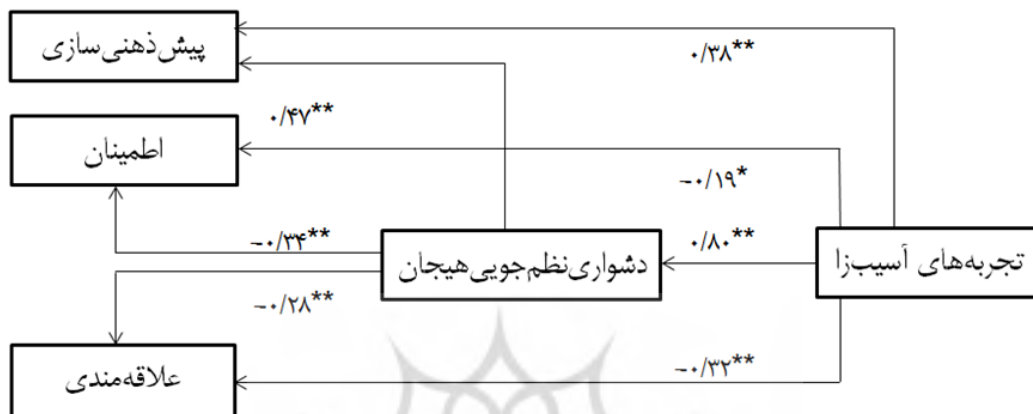 پیش‌ذهنی‌سازی
۰/۳۸**
۰/۴۷**
اطمینان
-۰/۱۹*
-۰/۳۴**
دشواری نظم‌جویی هیجان
۰/۸۰**
تجربه‌های آسیب‌زا
-۰/۲۸**
علاقه‌مندی
-۰/۳۲**